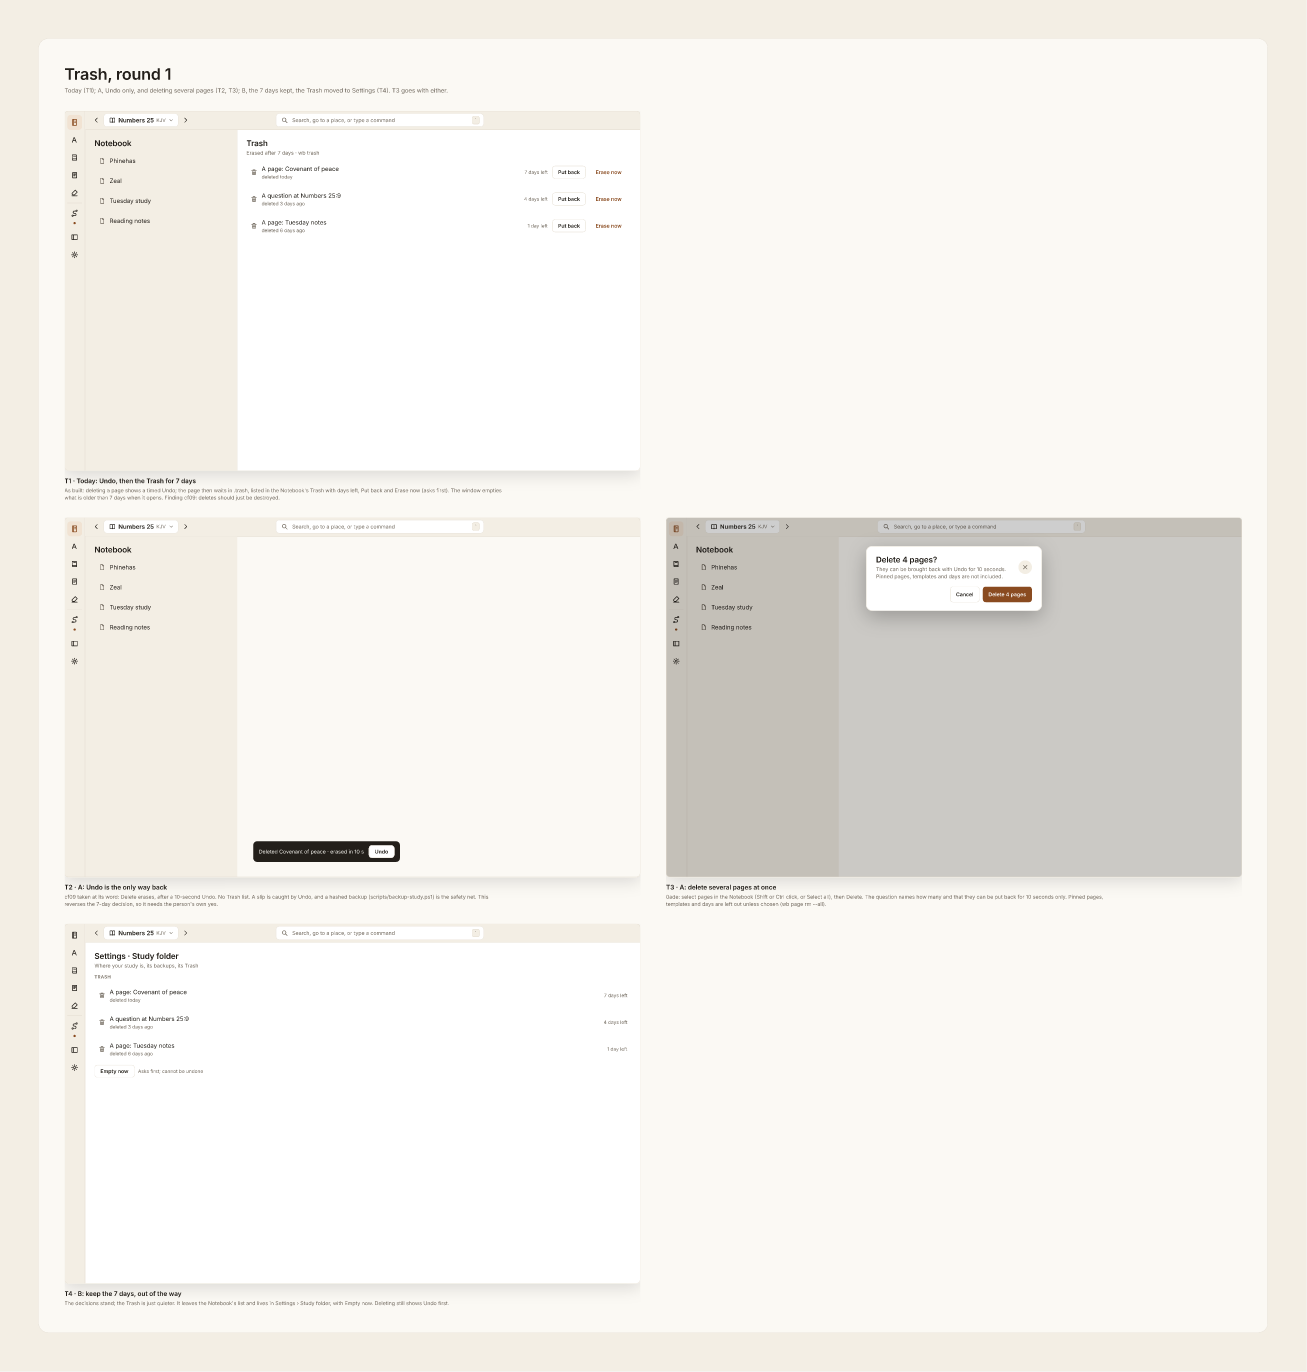 Trash, round 1
Today (T1); A, Undo only, and deleting several pages (T2, T3); B, the 7 days kept, the Trash moved to Settings (T4). T3 goes with either.
Numbers 25 KJV
Search, go to a place, or type a command
Notebook
Phinehas
Zeal
Tuesday study
Reading notes
Trash
Erased after 7 days · wb trash
A page: Covenant of peace
deleted today
7 days left
Put back
Erase now
A question at Numbers 25:9
deleted 3 days ago
4 days left
Put back
Erase now
A page: Tuesday notes
deleted 6 days ago
1 day left
Put back
Erase now
T1 · Today: Undo, then the Trash for 7 days
As built: deleting a page shows a timed Undo; the page then waits in .trash, listed in the Notebook's Trash with days left, Put back and Erase now (asks first). The window empties
what is older than 7 days when it opens. Finding cf09: deletes should just be destroyed.
Numbers 25 KJV
Search, go to a place, or type a command
Notebook
Phinehas
Zeal
Tuesday study
Reading notes
Deleted Covenant of peace · erased in 10 s
Undo
T2 · A: Undo is the only way back
cf09 taken at its word: Delete erases, after a 10-second Undo. No Trash list. A slip is caught by Undo, and a hashed backup (scripts/backup-study.ps1) is the safety net. This
reverses the 7-day decision, so it needs the person's own yes.
Numbers 25 KJV
Search, go to a place, or type a command
Notebook
Phinehas
Zeal
Tuesday study
Reading notes
Delete 4 pages?
They can be brought back with Undo for 10 seconds.
Pinned pages, templates and days are not included.
Cancel
Delete 4 pages
T3 · A: delete several pages at once
select pages in the Notebook (Shift or Ctrl click, or Select all), then Delete. The question names how many and that they can be put back for 10 seconds only. Pinned pages,
templates and days are left out unless chosen (wb page rm --all).
Numbers 25 KJV
Search, go to a place, or type a command
Settings · Study folder
Where your study is, its backups, its Trash
TRASH
A page: Covenant of peace
deleted today
7 days left
A question at Numbers 25:9
deleted 3 days ago
4 days left
A page: Tuesday notes
deleted 6 days ago
1 day left
Empty now
Asks first, cannot be undone
T4 · B: keep the 7 days, out of the way
The decisions stand; the Trash is just quieter. It leaves the Notebook's list and lives in Settings > Study folder, with Empty now. Deleting still shows Undo first.